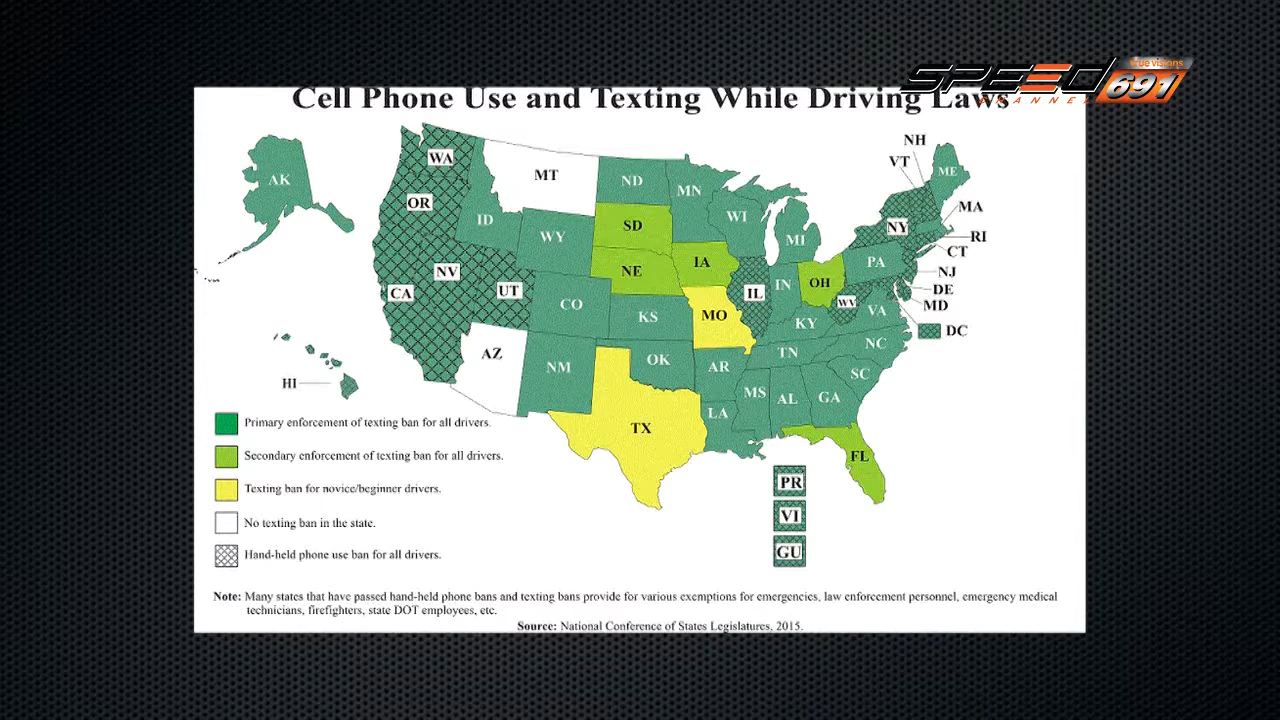 true visions
SPEED
CHANNEL
691
Cell Phone Use and Texting While Driving Laws
NH
VT
AK
WA
MT
ND
MN
ME
OR
ID
SD
WI
MI
NY
MA
WY
RI
NV
NE
IA
PA
CT
CA
UT
CO
IL
IN
OH
WV
VA
NJ
DE
MD
KS
MO
KY
DC
AZ
NM
OK
AR
TN
NC
SC
HI
MS
AL
GA
LA
TX
FL
PR
VI
GU
Primary enforcement of texting ban for all drivers.
Secondary enforcement of texting ban for all drivers.
Texting ban for novice/beginner drivers.
No texting ban in the state.
Hand-held phone use ban for all drivers.
Note: Many states that have passed hand-held phone bans and texting bans provide for various exemptions for emergencies, law enforcement personnel, emergency medical
technicians, firefighters, state DOT employees, etc.
Source: National Conference of States Legislatures, 2015.